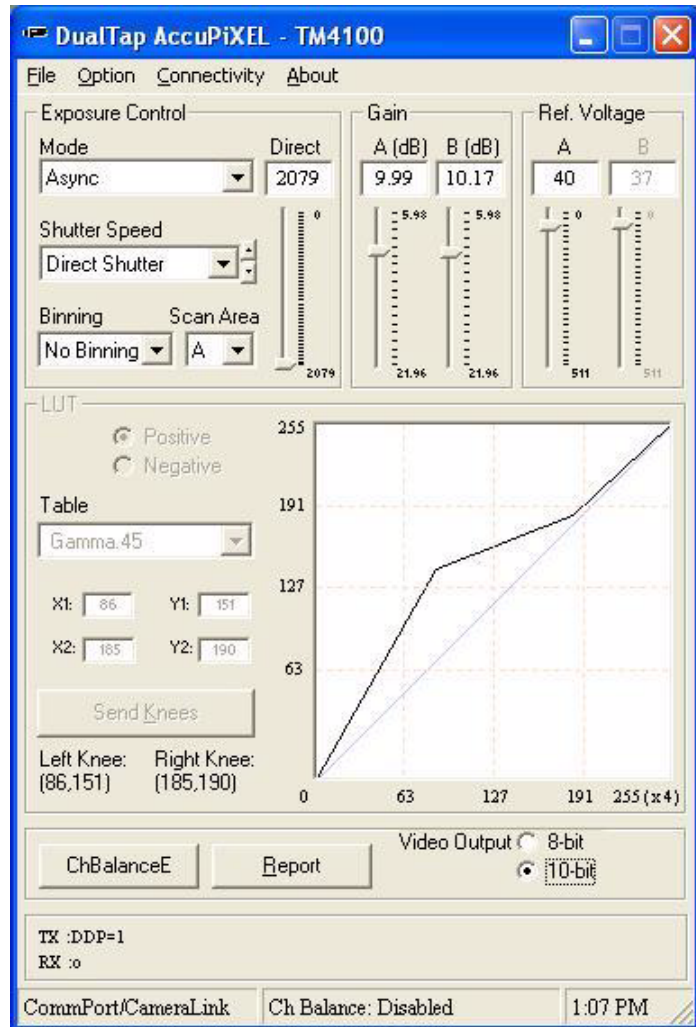 DualTap AccuPiXEL - TM4100
File Option Connectivity About
Exposure Control
Mode Direct
Async 2079
Shutter Speed
Direct Shutter
0
2079
Binning Scan Area
No Binning A
Gain
A (dB) B (dB)
9.99 10.17
5.98 5.98
21.96 21.96
Ref. Voltage
A B
40 37
0 0
511 511
LUT
Positive
Negative
Table
Gamma.45
X1: 86 Y1: 151
X2: 185 Y2: 190
Send Knees
Left Knee: Right Knee:
(86,151) (185,190)
255
191
127
63
0 63 127 191 255(x4)
ChBalanceE Report
Video Output 8-bit
10-bit
TX :DDP=1
RX :o
CommPort/CameraLink Ch Balance: Disabled 1:07 PM